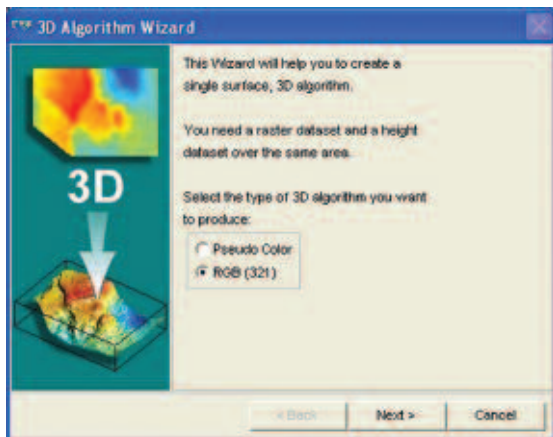 3D Algorithm Wizard
This Wizard will help you to create a
single surface, 3D algorithm.
You need a raster dataset and a height
dataset over the same area.
Select the type of 3D algorithm you want
to produce:
Pseudo Color
RGB (321)
3D
< Back
Next >
Cancel